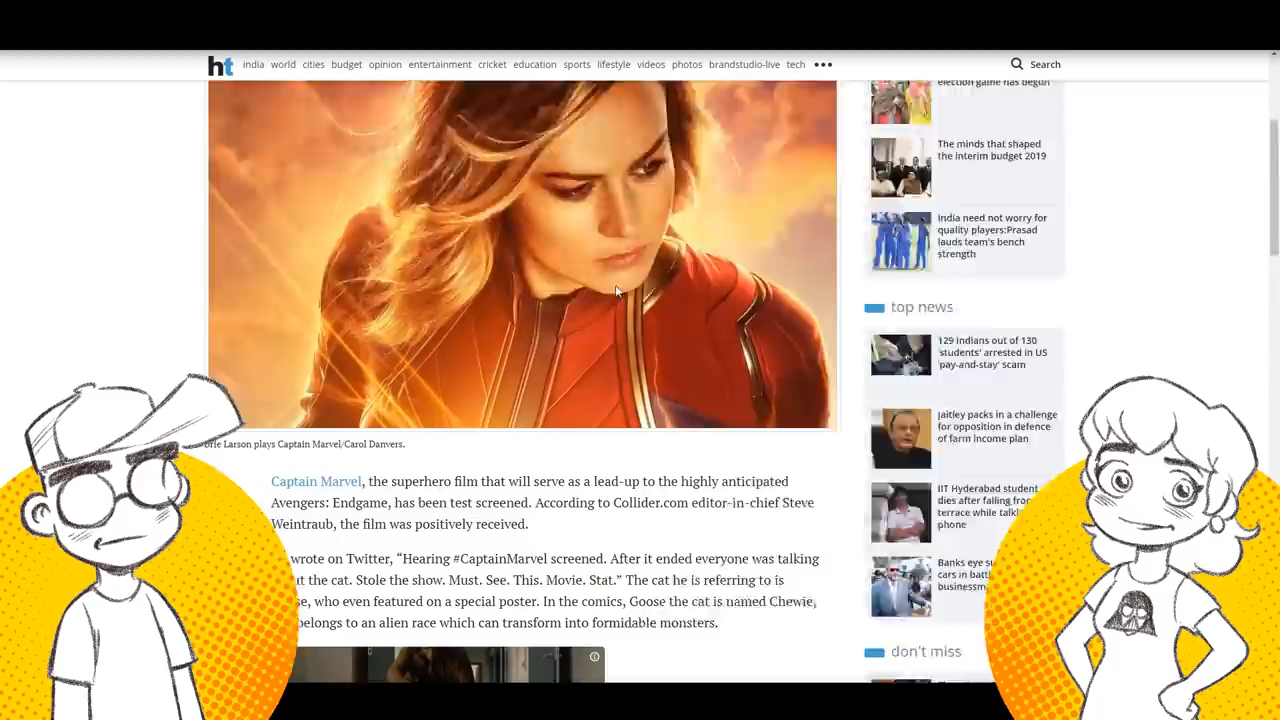 ht
india world cities budget opinion entertainment cricket education sports lifestyle videos photos brandstudio-live tech •••
Search
election game has begun
The minds that shaped
the interim budget 2019
India need not worry for
quality players:Prasad
lauds team's bench
strength
top news
129 Indians out of 130
'students' arrested in US
'pay-and-stay' scam
Jaitley packs in a challenge
for opposition in defence
of farm income plan
IIT Hyderabad student
dies after falling from
terrace while talki
phone
Banks eye su
cars in battl
businessm
don't miss
Brie Larson plays Captain Marvel/Carol Danvers.
Captain Marvel, the superhero film that will serve as a lead-up to the highly anticipated
Avengers: Endgame, has been test screened. According to Collider.com editor-in-chief Steve
Weintraub, the film was positively received.
wrote on Twitter, “Hearing #CaptainMarvel screened. After it ended everyone was talking
ut the cat. Stole the show. Must. See. This. Movie. Stat.” The cat he is referring to is
se, who even featured on a special poster. In the comics, Goose the cat is named Chewie,
belongs to an alien race which can transform into formidable monsters.